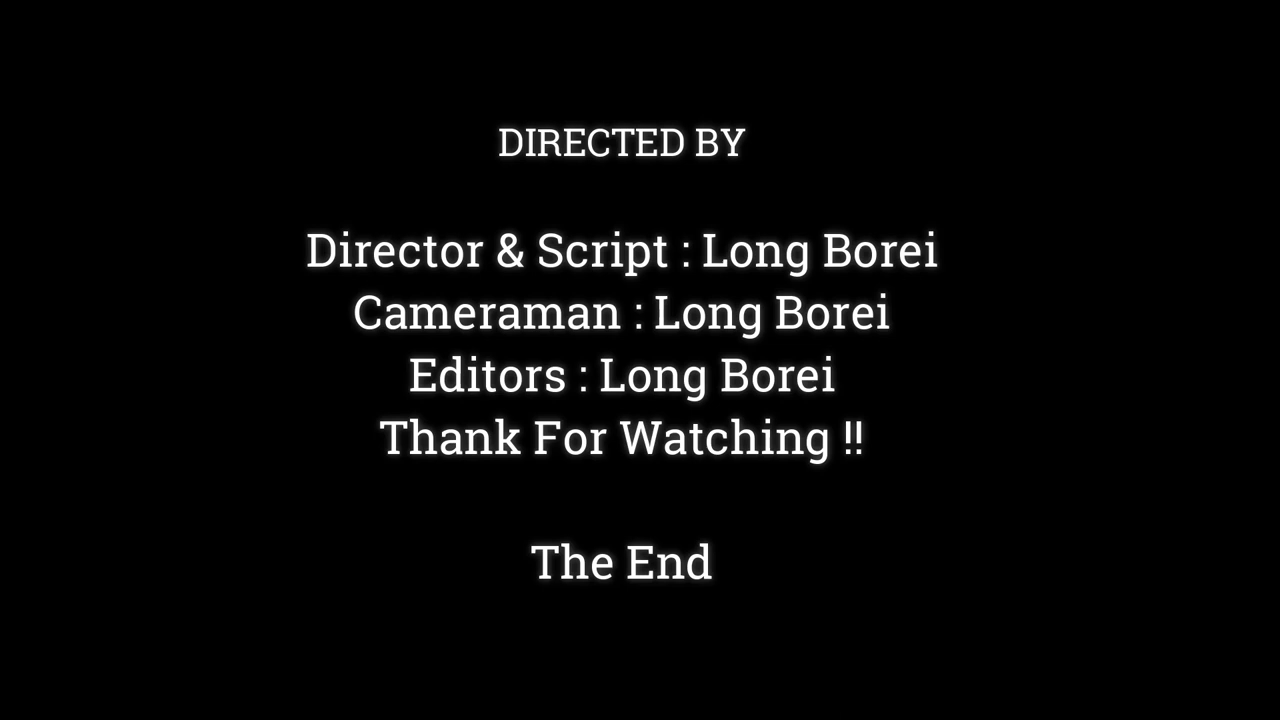 DIRECTED BY
Director & Script : Long Borei
Cameraman : Long Borei
Editors : Long Borei
Thank For Watching !!
The End